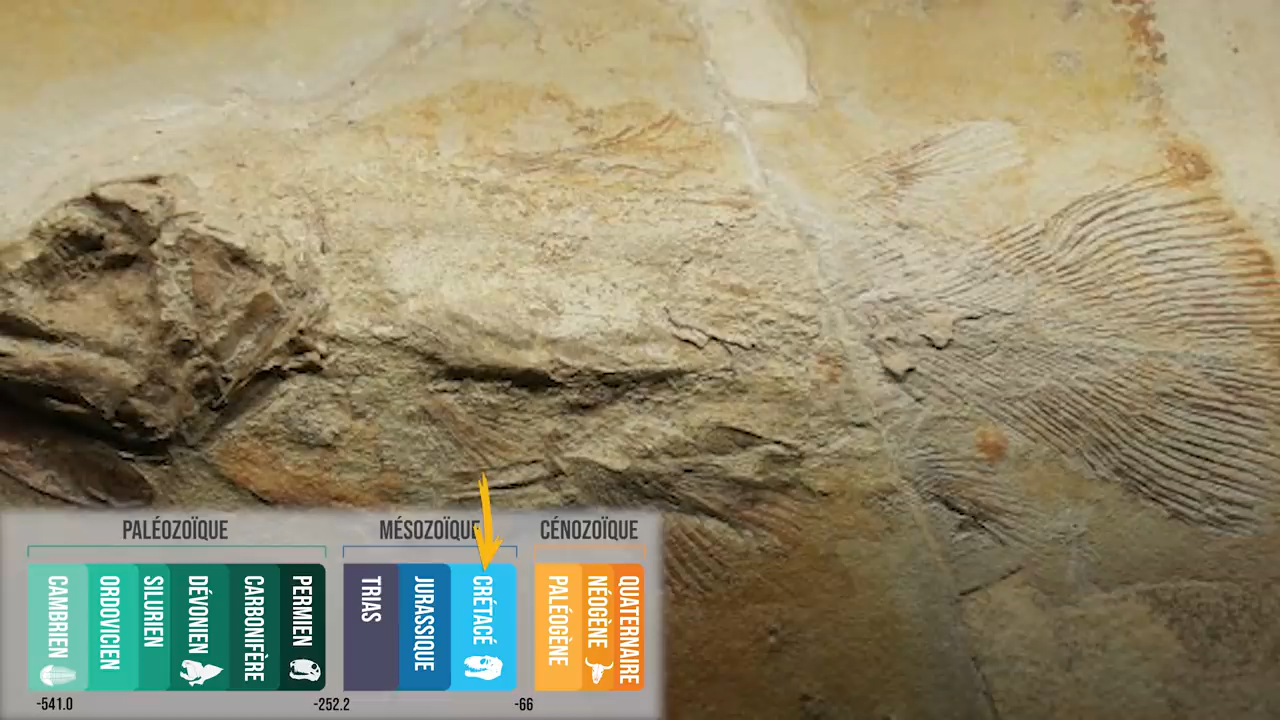 PALÉOZOÏQUE
MÉSOZOÏQUE
CÉNOZOÏQUE
CAMBRIEN
ORDOVICIEN
SILURIEN
DÉVONIEN
CARBONIFÈRE
PERMIEN
TRIAS
JURASSIQUE
CRÉTACÉ
PALÉOGÈNE
NÉOGÈNE
QUATERNAIRE
-541.0
-252.2
-66